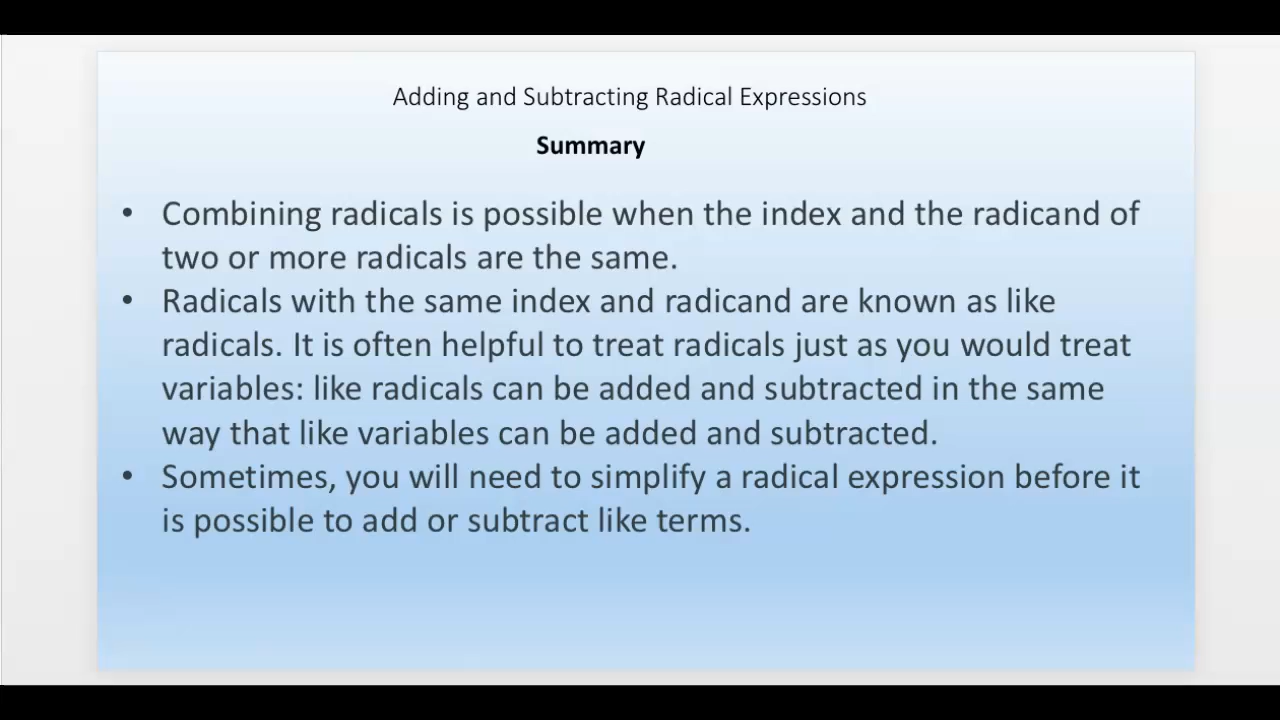 Adding and Subtracting Radical Expressions
Summary
• Combining radicals is possible when the index and the radicand of
two or more radicals are the same.
• Radicals with the same index and radicand are known as like
radicals. It is often helpful to treat radicals just as you would treat
variables: like radicals can be added and subtracted in the same
way that like variables can be added and subtracted.
• Sometimes, you will need to simplify a radical expression before it
is possible to add or subtract like terms.